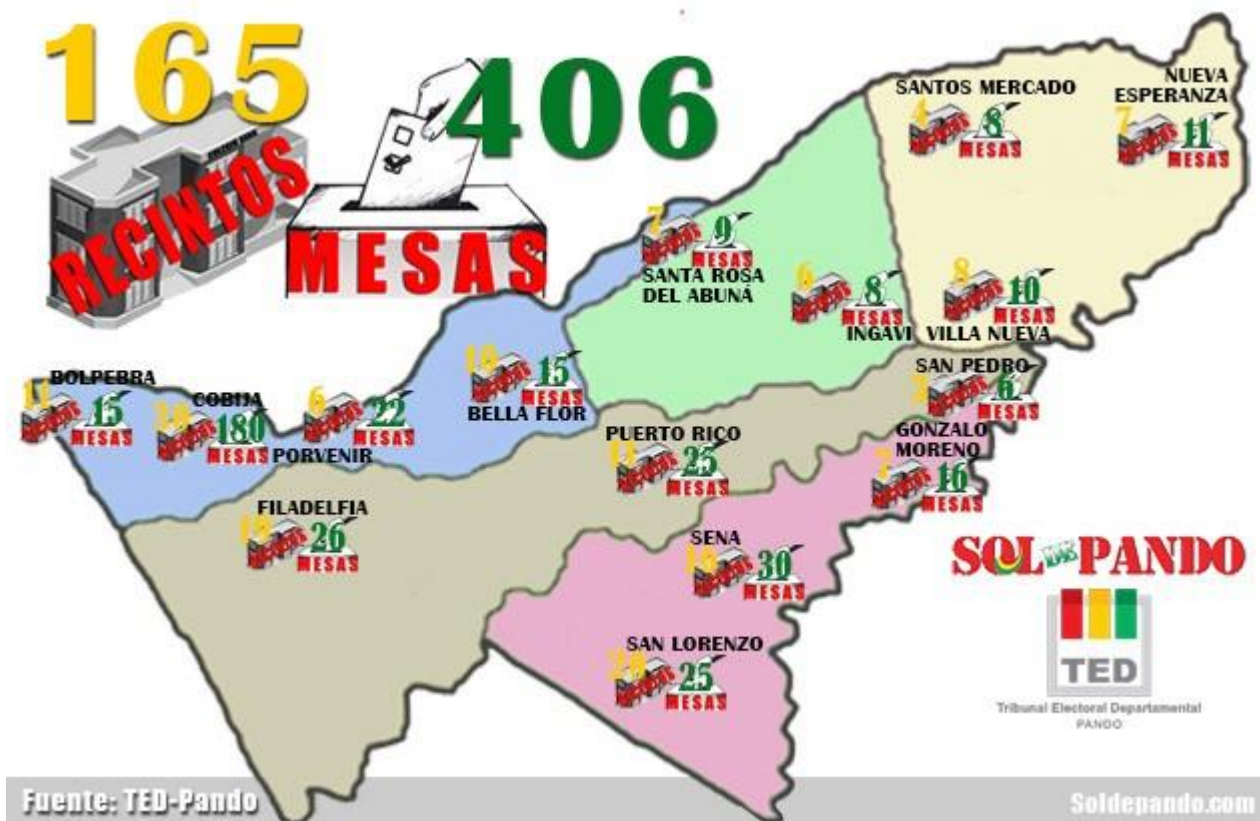 165
406
RECINTOS
MESAS
SANTOS MERCADO
4
8
MESAS
NUEVA
ESPERANZA
7
11
MESAS
7
9
MESAS
SANTA ROSA
DEL ABUNÁ
6
8
MESAS
INGAVI
8
10
MESAS
VILLA NUEVA
BOLPEBRA
11
15
MESAS
COBIJA
180
MESAS
6
22
MESAS
PORVENIR
10
15
MESAS
BELLA FLOR
SAN PEDRO
6
MESAS
PUERTO RICO
25
MESAS
GONZALO
MORENO
7
16
MESAS
FILADELFIA
26
MESAS
SENA
30
MESAS
SAN LORENZO
25
MESAS
SOL DE PANDO
TED
Tribunal Electoral Departamental
PANDO
Fuente: TED-Pando
Soldepando.com